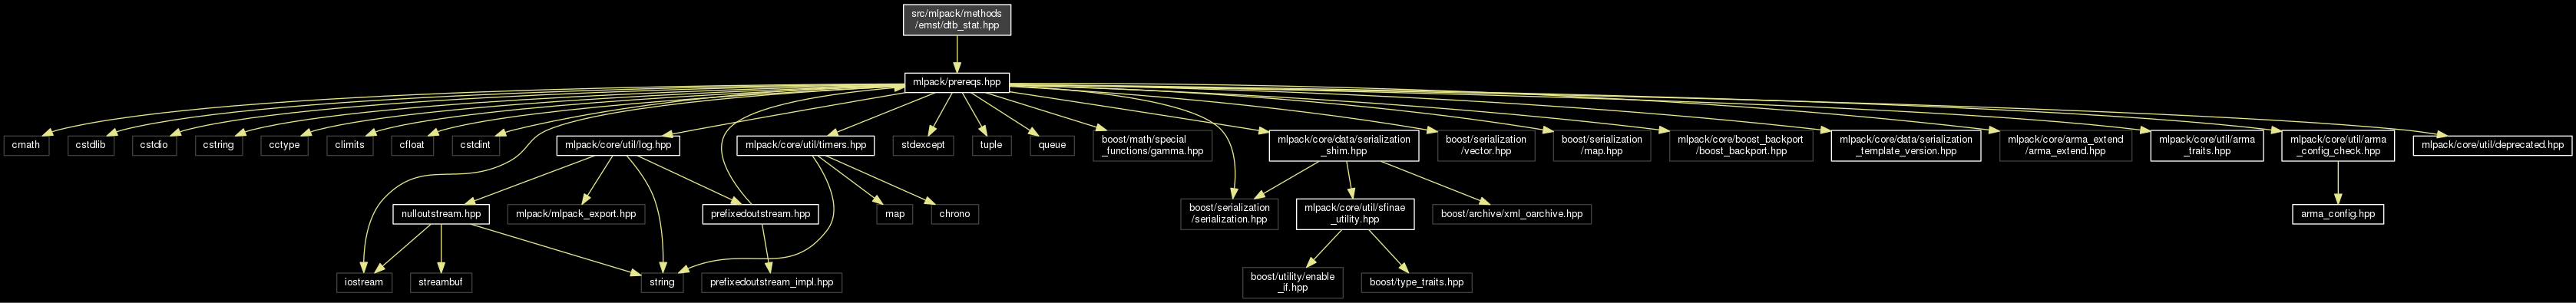 src/mlpack/methods
/emst/dtb_stat.hpp
mlpack/prereqs.hpp
cmath
cstdlib
cstdio
cstring
cctype
climits
cfloat
cstdint
mlpack/core/util/log.hpp
mlpack/core/util/timers.hpp
stdexcept
tuple
queue
boost/math/special
_functions/gamma.hpp
mlpack/core/data/serialization
_shim.hpp
boost/serialization
/vector.hpp
boost/serialization
/map.hpp
mlpack/core/boost_backport
/boost_backport.hpp
mlpack/core/data/serialization
_template_version.hpp
mlpack/core/arma_extend
/arma_extend.hpp
mlpack/core/util/arma
_traits.hpp
mlpack/core/util/arma
_config_check.hpp
mlpack/core/util/deprecated.hpp
nulloutstream.hpp
mlpack/mlpack_export.hpp
prefixedoutstream.hpp
map
chrono
boost/serialization
/serialization.hpp
mlpack/core/util/sfinae
_utility.hpp
boost/archive/xml_oarchive.hpp
arma_config.hpp
iostream
streambuf
string
prefixedoutstream_impl.hpp
boost/utility/enable
_if.hpp
boost/type_traits.hpp